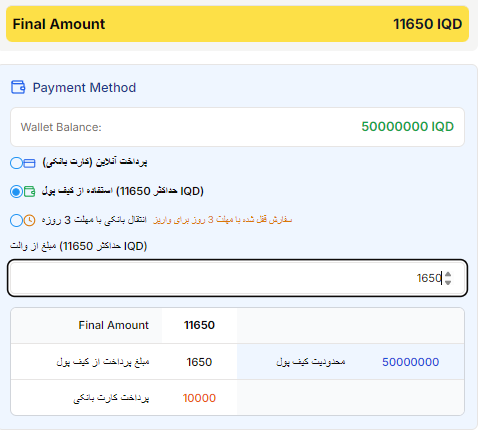 Final Amount 11650 IQD
Payment Method
Wallet Balance: 50000000 IQD
پرداخت آنلاین (کارت بانکی)
استفاده از کیف پول (حداکثر 11650 IQD)
انتقال بانکی با مهلت 3 روزه سفارش قفل شده با مهلت 3 روز برای واریز
مبلغ از والت (حداکثر 11650 IQD)
1650
Final Amount 11650
مبلغ پرداخت از کیف پول 1650 محدودیت کیف پول 50000000
پرداخت کارت بانکی 10000